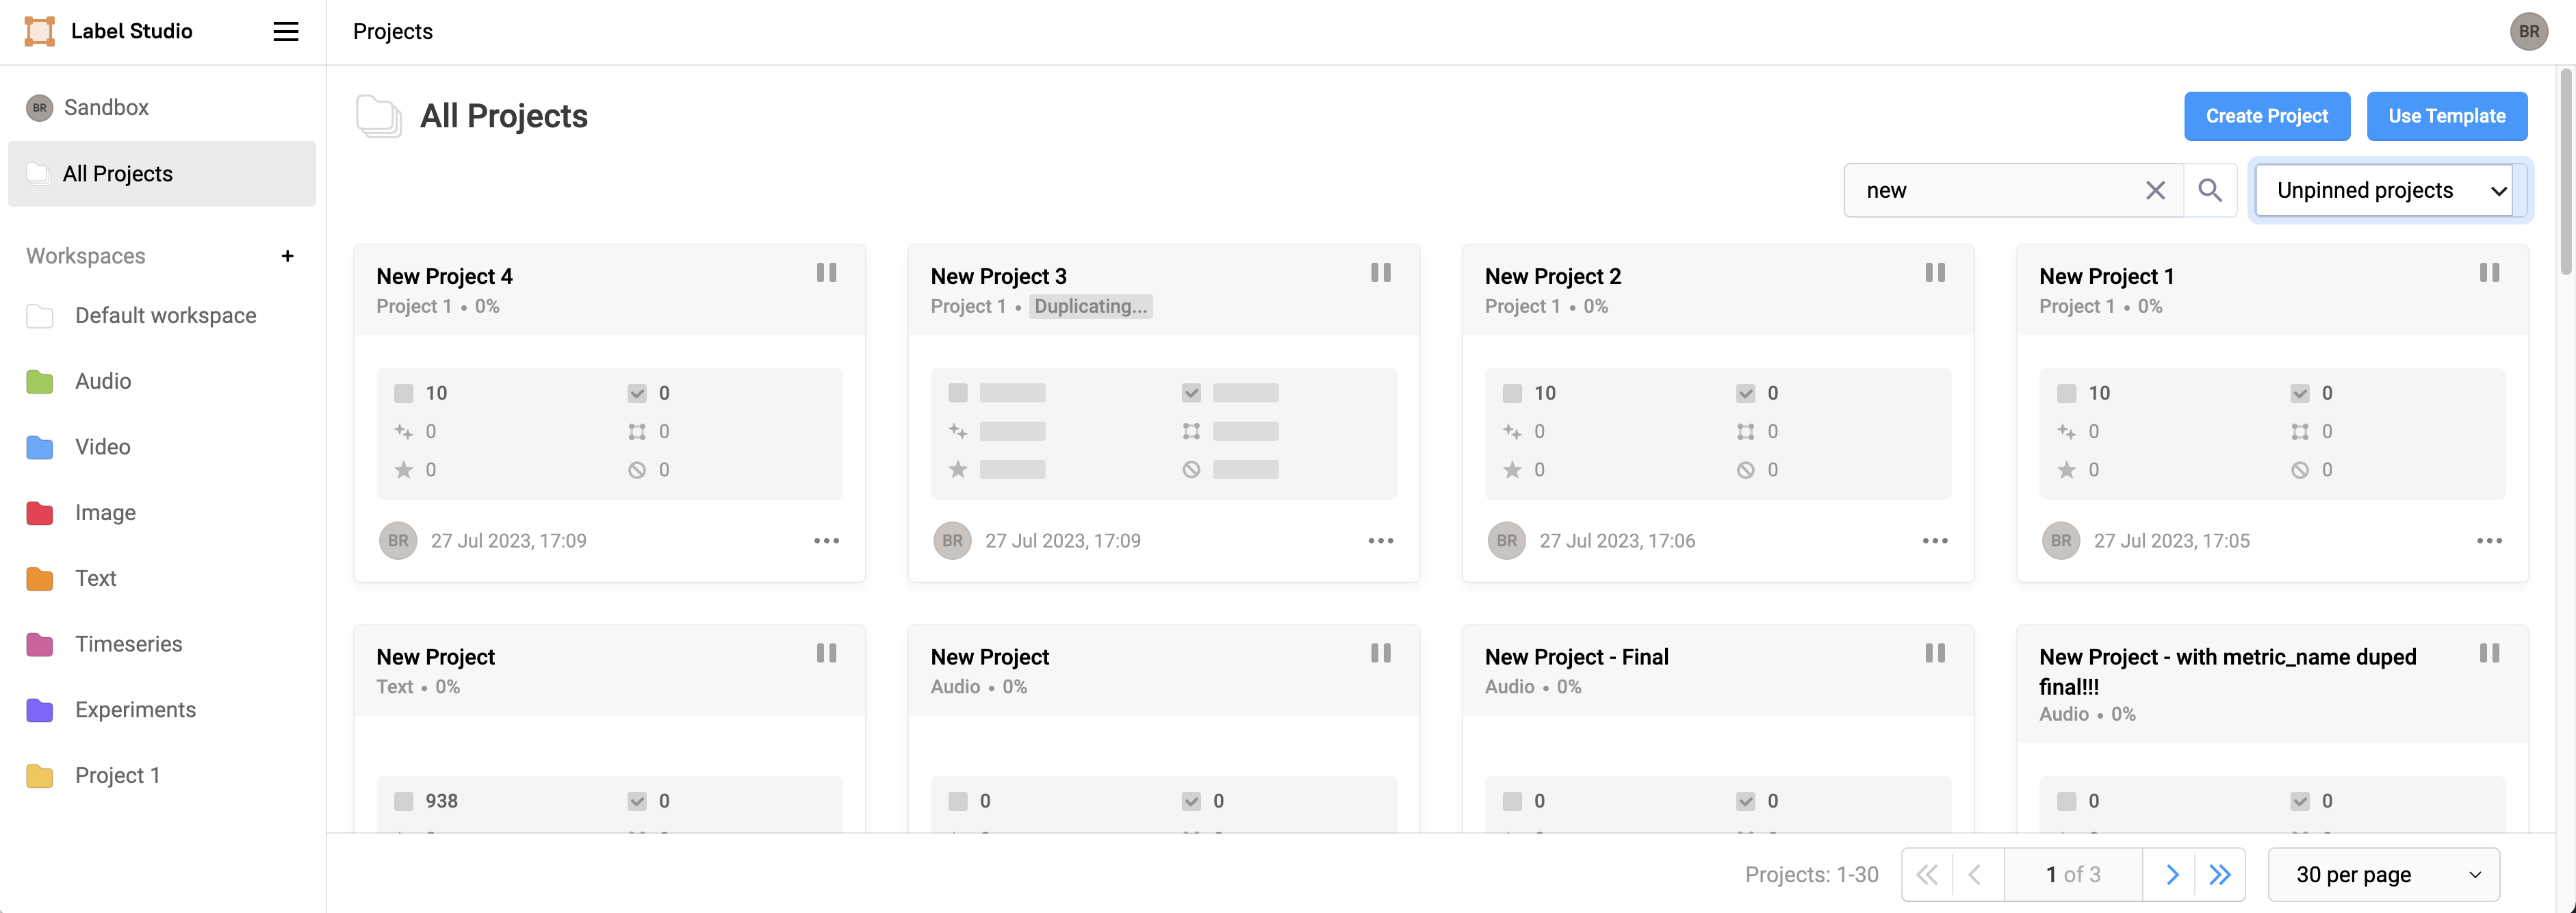 Label Studio
Projects
BR
BR Sandbox
All Projects
Workspaces +
Default workspace
Audio
Video
Image
Text
Timeseries
Experiments
Project 1
All Projects
Create Project
Use Template
new
Unpinned projects
New Project 4
Project 1 • 0%
10 0
0 0
0 0
BR 27 Jul 2023, 17:09
New Project 3
Project 1 • Duplicating...
BR 27 Jul 2023, 17:09
New Project 2
Project 1 • 0%
10 0
0 0
0 0
BR 27 Jul 2023, 17:06
New Project 1
Project 1 • 0%
10 0
0 0
0 0
BR 27 Jul 2023, 17:05
New Project
Text • 0%
938 0
New Project
Audio • 0%
0 0
New Project - Final
Audio • 0%
0 0
New Project - with metric_name duped
final!!!
Audio • 0%
0 0
Projects: 1-30
1 of 3
30 per page